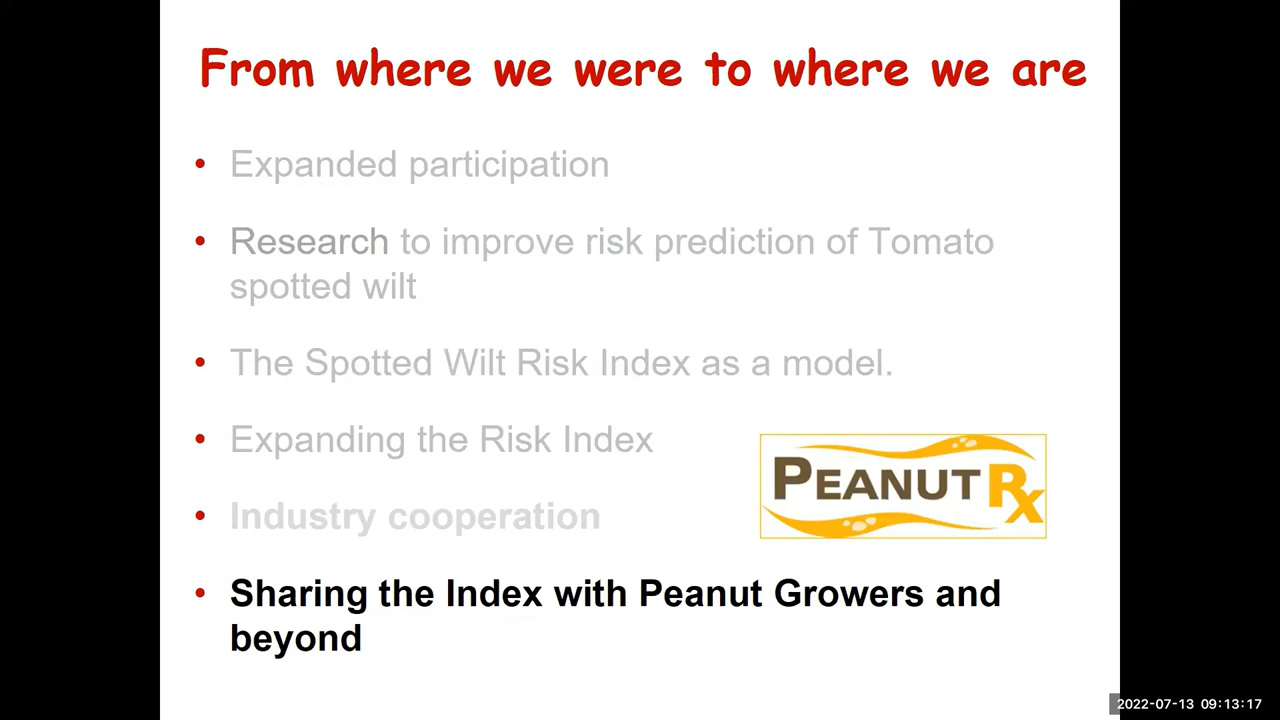 From where we were to where we are
• Expanded participation
• Research to improve risk prediction of Tomato
spotted wilt
• The Spotted Wilt Risk Index as a model.
• Expanding the Risk Index
PEANUT Rx
• Industry cooperation
• Sharing the Index with Peanut Growers and
beyond
2022-07-13 09:13:17